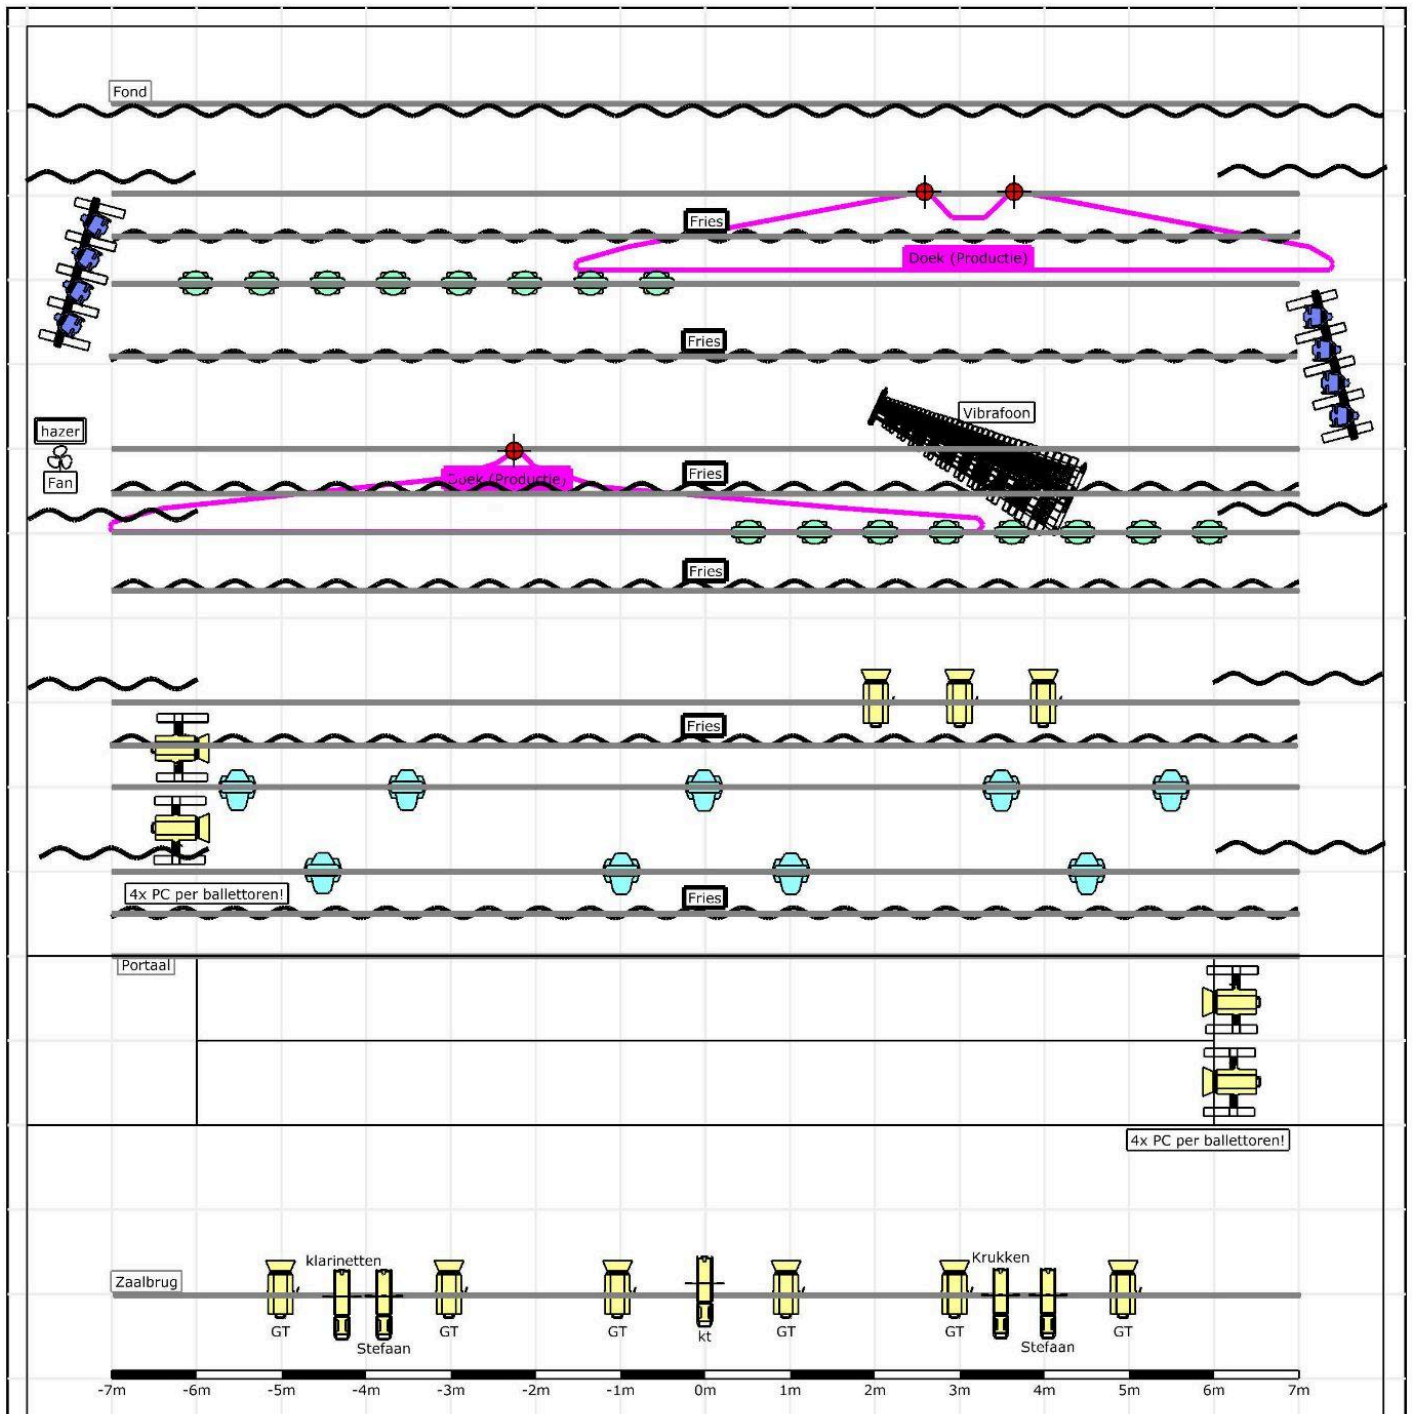 Fond
Fries
Doek (Productie)
Fries
Vibrafoon
hazer
Fan
Doek (Productie)
Fries
Fries
Fries
4x PC per ballettoren!
Fries
Portaal
4x PC per ballettoren!
klarinetten
Krukken
Zaalbrug
GT
GT
GT
kt
GT
GT
GT
Stefaan
Stefaan
-7m -6m -5m -4m -3m -2m -1m 0m 1m 2m 3m 4m 5m 6m 7m